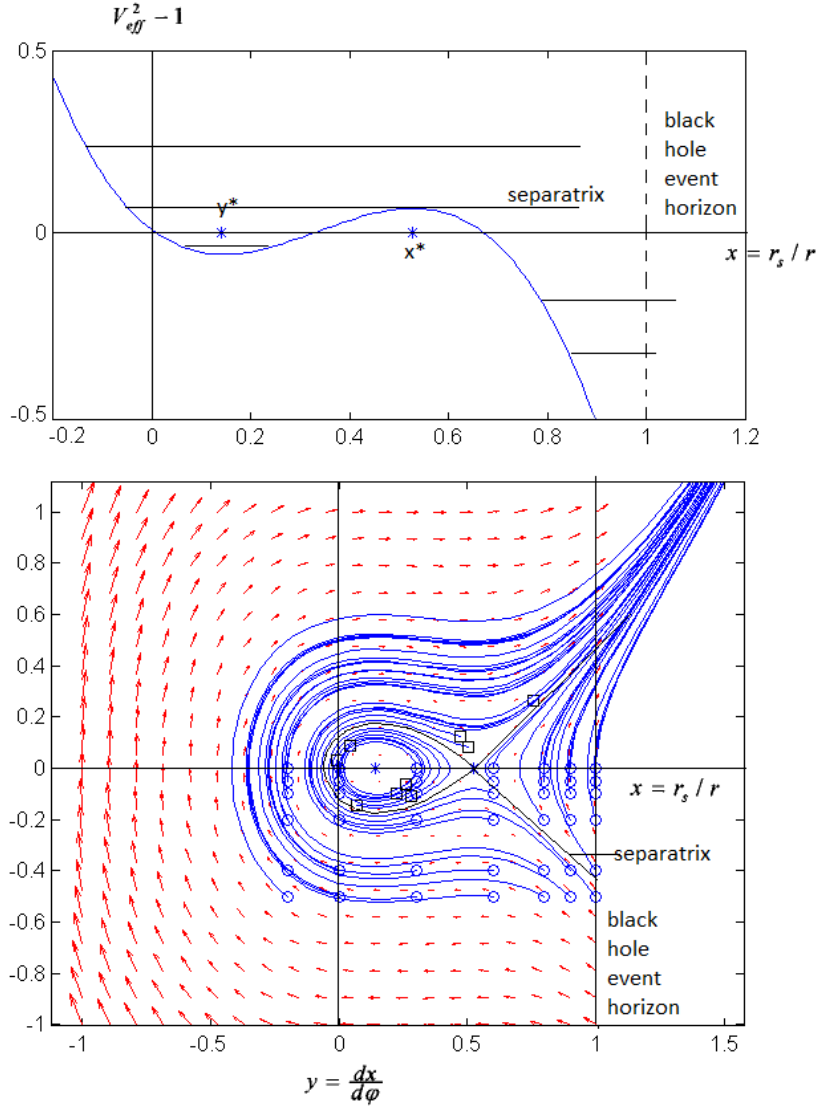 V²eff − 1
0.5
black
hole
event
horizon
separatrix
y*
0
x*
x = r_s / r
-0.5
-0.2 0 0.2 0.4 0.6 0.8 1 1.2
1
0.8
0.6
0.4
0.2
0
x = r_s / r
-0.2
-0.4
separatrix
-0.6
black
hole
-0.8
event
horizon
-1
-1 -0.5 0 0.5 1 1.5
y = dx/dφ